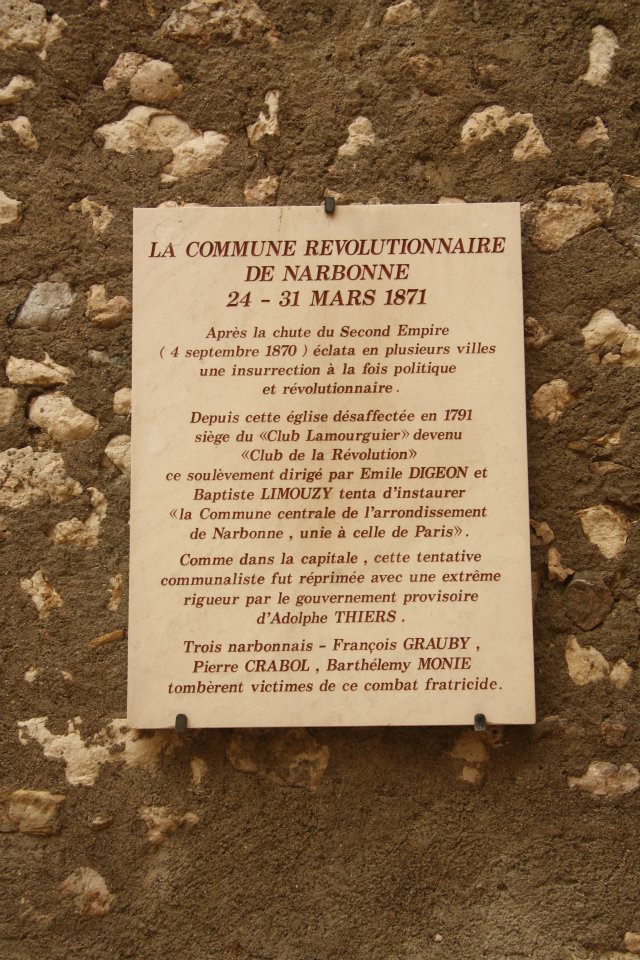 LA COMMUNE REVOLUTIONNAIRE
DE NARBONNE
24 – 31 MARS 1871
Après la chute du Second Empire
( 4 septembre 1870 ) éclata en plusieurs villes
une insurrection à la fois politique
et révolutionnaire .
Depuis cette église désaffectée en 1791
siège du «Club Lamourguier» devenu
«Club de la Révolution»
ce soulèvement dirigé par Emile DIGEON et
Baptiste LIMOUZY tenta d'instaurer
«la Commune centrale de l'arrondissement
de Narbonne , unie à celle de Paris».
Comme dans la capitale , cette tentative
communaliste fut réprimée avec une extrême
rigueur par le gouvernement provisoire
d'Adolphe THIERS .
Trois narbonnais – François GRAUBY ,
Pierre CRABOL , Barthélemy MONIE
tombèrent victimes de ce combat fratricide.